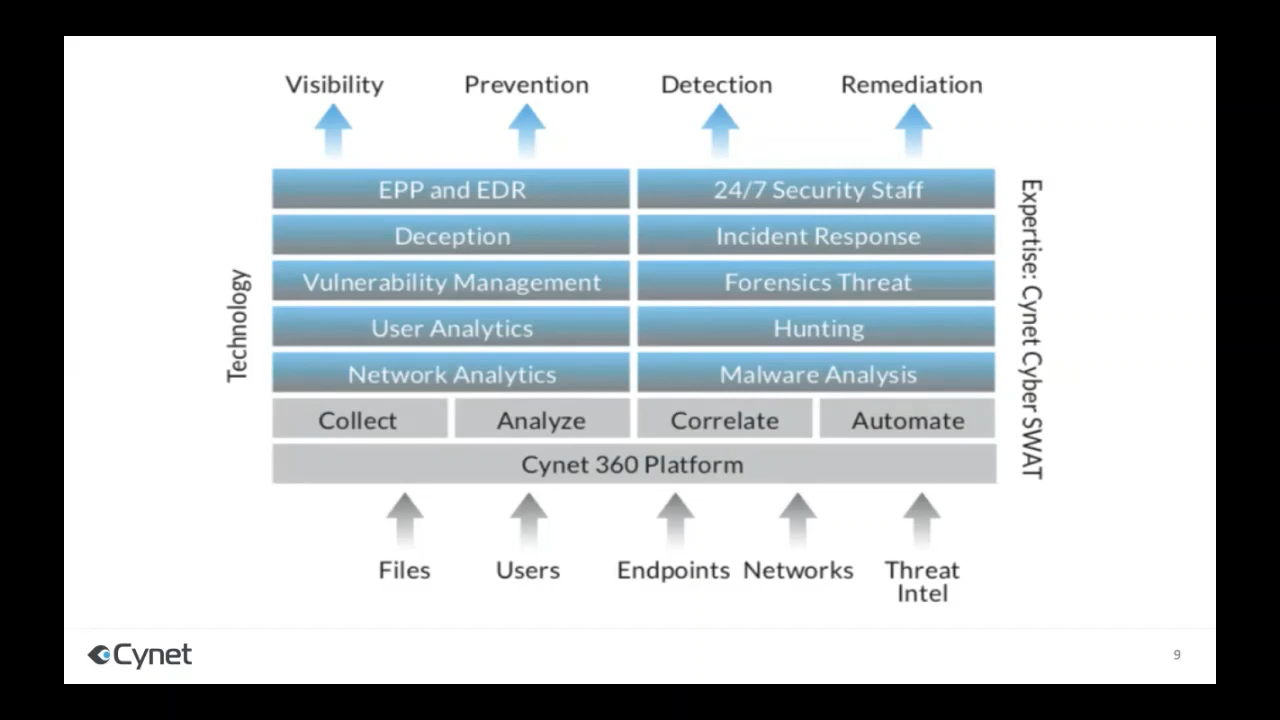 Visibility
Prevention
Detection
Remediation
EPP and EDR
24/7 Security Staff
Deception
Incident Response
Vulnerability Management
Forensics Threat
User Analytics
Hunting
Network Analytics
Malware Analysis
Collect
Analyze
Correlate
Automate
Cynet 360 Platform
Technology
Expertise: Cynet Cyber SWAT
Files
Users
Endpoints
Networks
Threat
Intel
Cynet
9